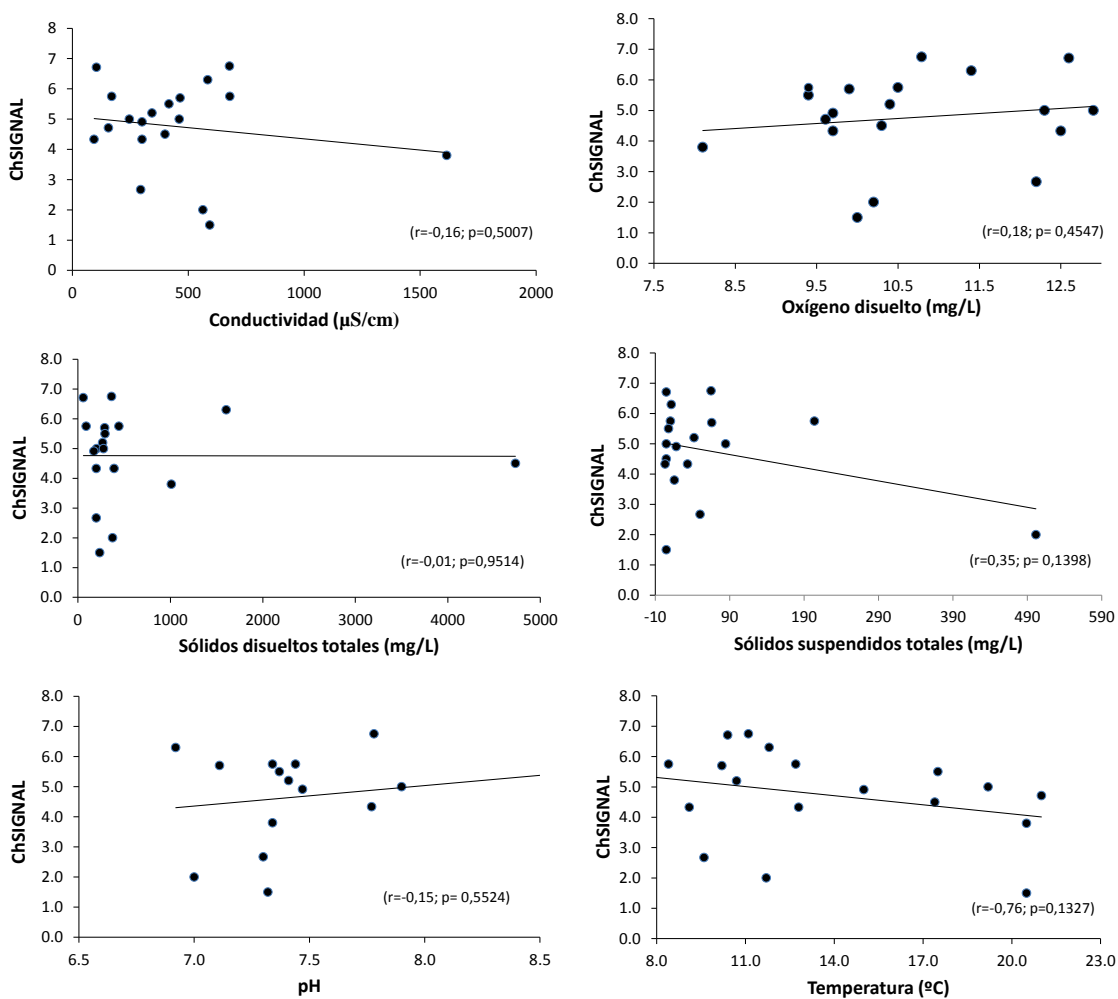 8
7
6
5
4
3
2
1
0
ChSIGNAL
(r=-0,16; p=0,5007)
0 500 1000 1500 2000
Conductividad (µS/cm)
8.0
7.0
6.0
5.0
4.0
3.0
2.0
1.0
0.0
ChSIGNAL
(r=0,18; p= 0,4547)
7.5 9.5 10.5 11.5 12.5
Oxígeno disuelto (mg/L)
8.0
7.0
6.0
5.0
4.0
3.0
2.0
1.0
0.0
ChSIGNAL
(r=-0,01; p=0,9514)
0 1000 2000 3000 4000 5000
Sólidos disueltos totales (mg/L)
8.0
7.0
6.0
5.0
4.0
3.0
2.0
1.0
0.0
ChSIGNAL
(r=0,35; p= 0,1398)
-10 90 190 290 390 490 590
Sólidos suspendidos totales (mg/L)
8.0
7.0
6.0
5.0
4.0
3.0
2.0
1.0
0.0
ChSIGNAL
(r=-0,15; p= 0,5524)
6.5 7.0 7.5 8.0 8.5
pH
8.0
7.0
6.0
5.0
4.0
3.0
2.0
1.0
0.0
ChSIGNAL
(r=-0,76; p=0,1327)
8.0 11.0 14.0 17.0 20.0 23.0
Temperatura (ºC)